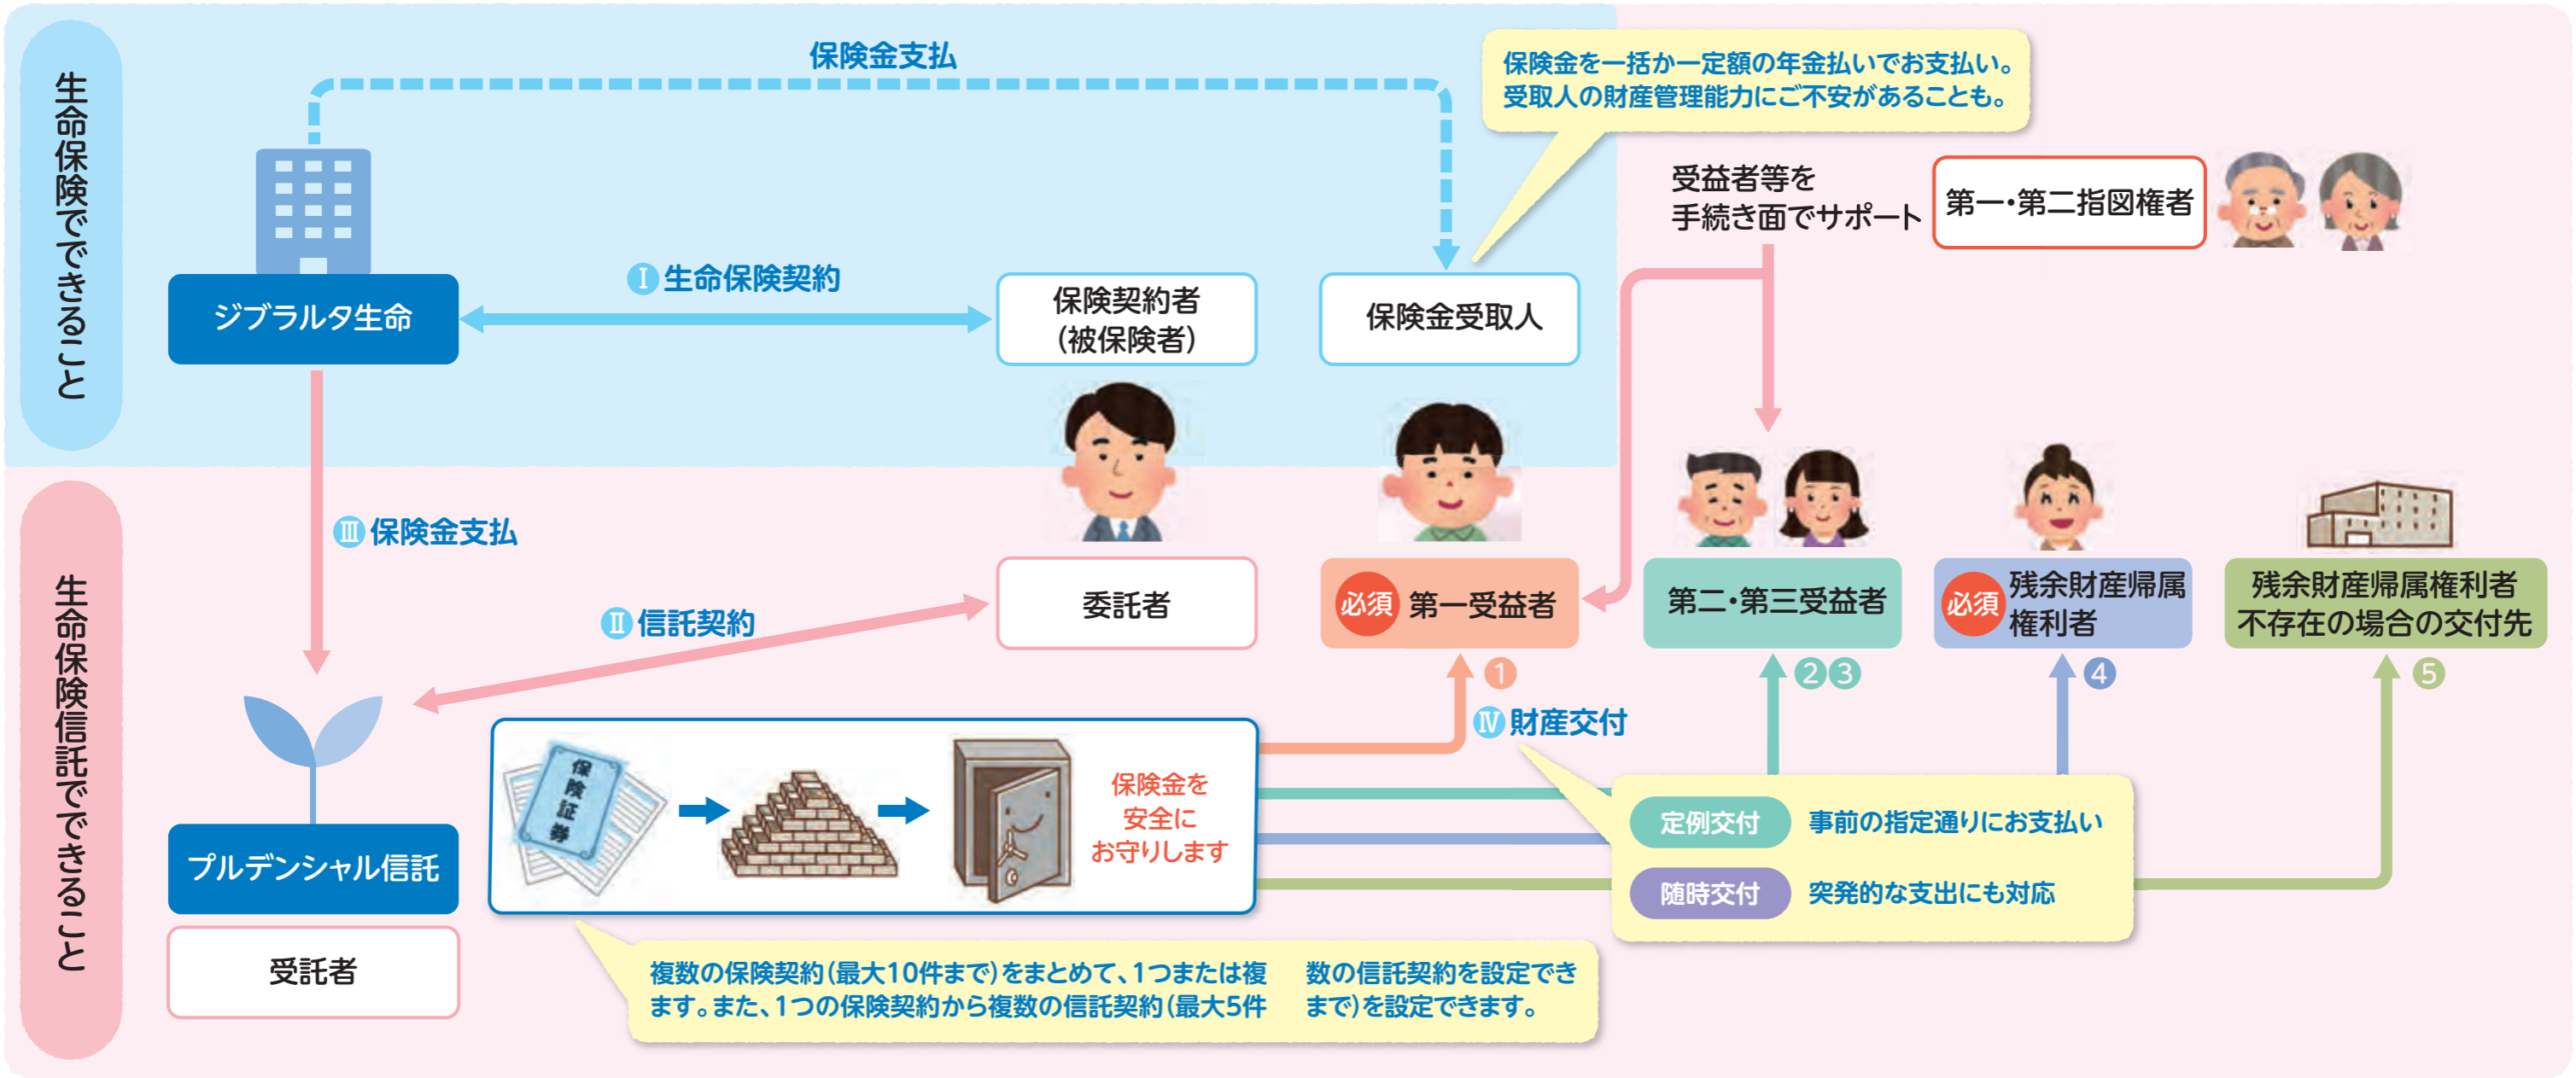 生命保険でできること
保険金支払
保険金を一括か一定額の年金払いでお支払い。
受取人の財産管理能力にご不安があることも。
受益者等を
手続き面でサポート
第一・第二指図権者
ジブラルタ生命
Ⅰ 生命保険契約
保険契約者
(被保険者)
保険金受取人
生命保険信託でできること
Ⅲ 保険金支払
Ⅱ 信託契約
委託者
必須 第一受益者
第二・第三受益者
必須
残余財産帰属
権利者
残余財産帰属権利者
不存在の場合の交付先
1
2 3
4
5
Ⅳ 財産交付
保険証券
保険金を
安全に
お守りします
定例交付 事前の指定通りにお支払い
随時交付 突発的な支出にも対応
プルデンシャル信託
受託者
複数の保険契約(最大10件まで)をまとめて、1つまたは複 数の信託契約を設定でき
ます。また、1つの保険契約から複数の信託契約(最大5件 まで)を設定できます。